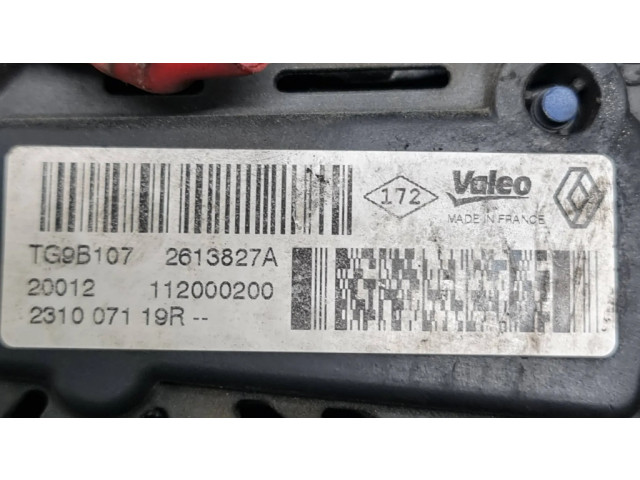 172
Valeo
MADE IN FRANCE
TG9B107 2613827A
20012 112000200
2310 071 19R --